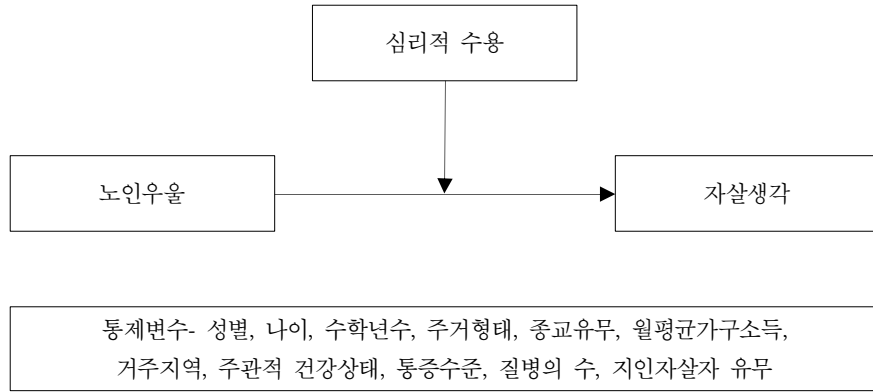 심리적 수용
노인우울
자살생각
통제변수- 성별, 나이, 수학년수, 주거형태, 종교유무, 월평균가구소득,
거주지역, 주관적 건강상태, 통증수준, 질병의 수, 지인자살자 유무